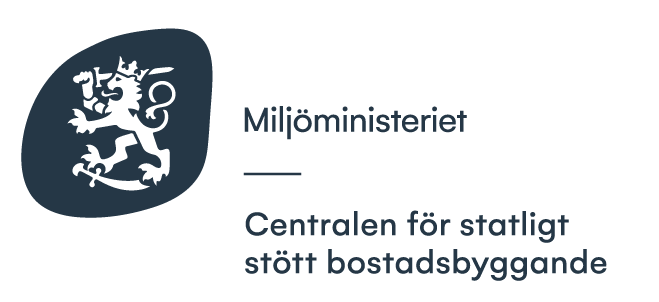 Miljöministeriet
Centralen för statligt
stött bostadsbyggande